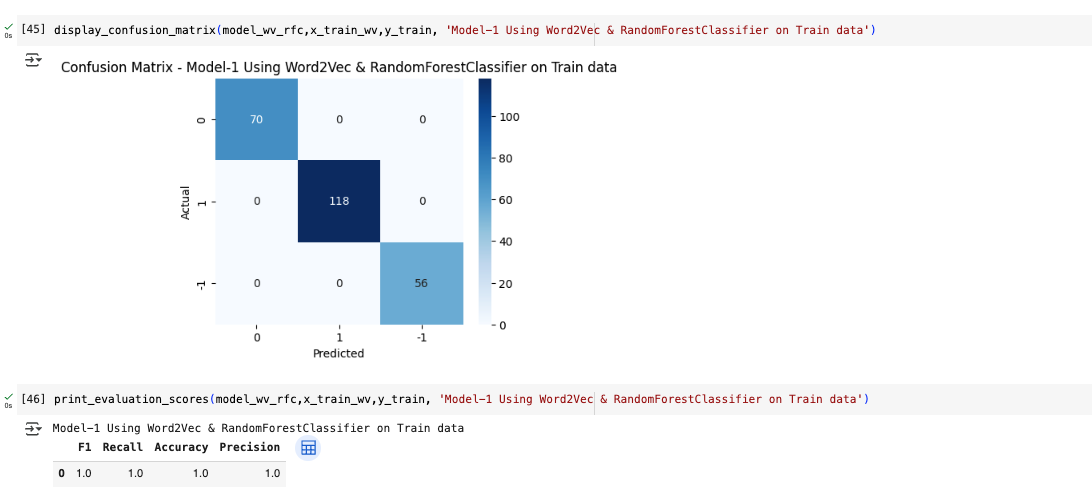 [45] display_confusion_matrix(model_wv_rfc,x_train_wv,y_train, 'Model-1 Using Word2Vec & RandomForestClassifier on Train data')
0s
Confusion Matrix - Model-1 Using Word2Vec & RandomForestClassifier on Train data
0 70 0 0
1 0 118 0
-1 0 0 56
Actual
0 1 -1
Predicted
100
80
60
40
20
0
[46] print_evaluation_scores(model_wv_rfc,x_train_wv,y_train, 'Model-1 Using Word2Vec & RandomForestClassifier on Train data')
0s
Model-1 Using Word2Vec & RandomForestClassifier on Train data
F1 Recall Accuracy Precision
0 1.0 1.0 1.0 1.0